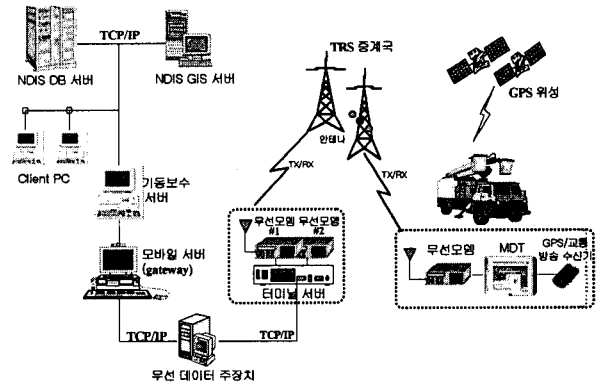 TCP/IP
NDIS DB 서버
NDIS GIS 서버
TRS 중계국
GPS 위성
안테나
Client PC
TX/RX
TX/RX
기동보수
서버
모바일 서버
(gateway)
무선모뎀 무선모뎀
#1 #2
터미널 서버
무선모뎀
MDT
GPS/교통
방송 수신기
TCP/IP
TCP/IP
무선 데이터 주장치